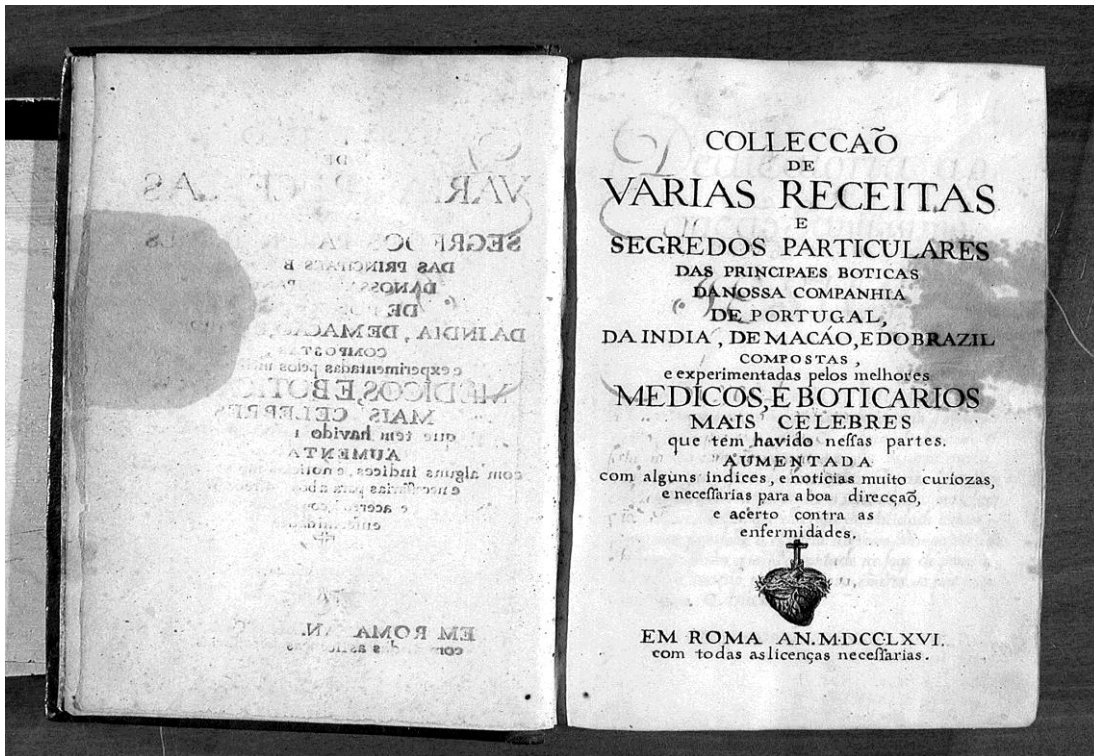 COLLECCAÕ
DE
VARIAS RECEITAS
E
SEGREDOS PARTICULARES
DAS PRINCIPAES BOTICAS
DANOSSA COMPANHIA
DE PORTUGAL,
DA INDIA, DE MACÁO, E DO BRAZIL
COMPOSTAS,
e experimentadas pelos melhores
MEDICOS, E BOTICARIOS
MAIS CELEBRES
que tem havido neſſas partes.
AUMENTADA
com alguns indices, e noticias muito curiozas,
e neceſſarias para a boa direcçaõ,
e acerto contra as
enfermidades.
EM ROMA AN. M·DCC·LXVI.
com todas as licenças neceſſarias.